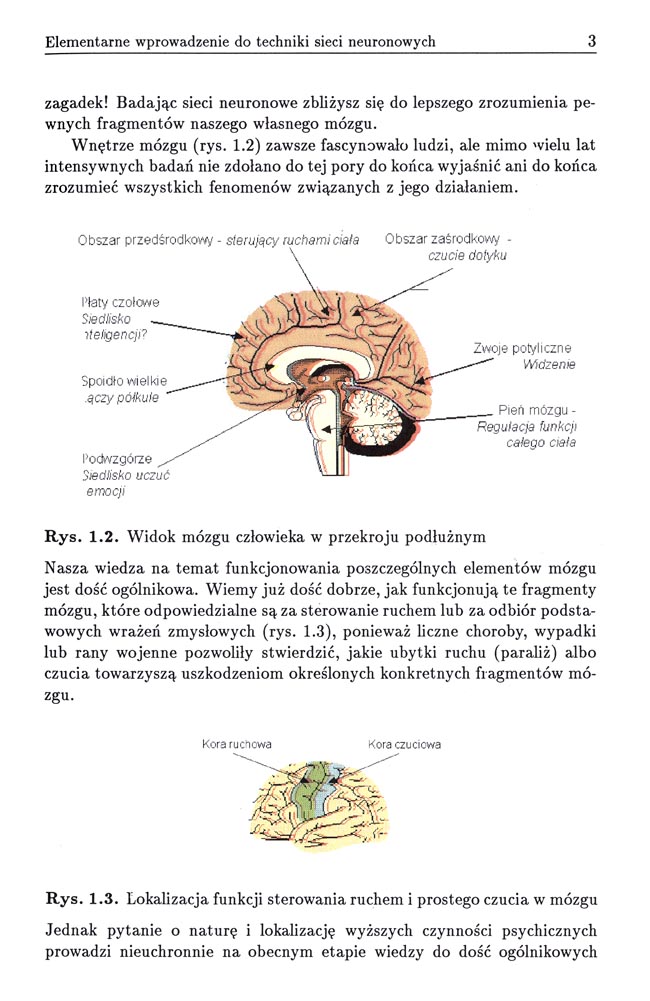 Elementarne wprowadzenie do techniki sieci neuronowych 3
zagadek! Badając sieci neuronowe zbliżysz się do lepszego zrozumienia pe-
wnych fragmentów naszego własnego mózgu.
Wnętrze mózgu (rys. 1.2) zawsze fascynowało ludzi, ale mimo wielu lat
intensywnych badań nie zdołano do tej pory do końca wyjaśnić ani do końca
zrozumieć wszystkich fenomenów związanych z jego działaniem.
Obszar przedśrodkowy - sterujący ruchami ciała
Obszar zaśrodkowy -
czucie dotyku
Płaty czołowe
Siedlisko
nteligencji?
Zwoje potyliczne
Widzenie
Spoidło wielkie
łączy półkule
Pień mózgu -
Regulacja funkcji
całego ciała
Podwzgórze
Siedlisko uczuć
emocji
Rys. 1.2. Widok mózgu człowieka w przekroju podłużnym
Nasza wiedza na temat funkcjonowania poszczególnych elementów mózgu
jest dość ogólnikowa. Wiemy już dość dobrze, jak funkcjonują te fragmenty
mózgu, które odpowiedzialne są za sterowanie ruchem lub za odbiór podsta-
wowych wrażeń zmysłowych (rys. 1.3), ponieważ liczne choroby, wypadki
lub rany wojenne pozwoliły stwierdzić, jakie ubytki ruchu (paraliż) albo
czucia towarzyszą uszkodzeniom określonych konkretnych fragmentów mó-
zgu.
Kora ruchowa
Kora czuciowa
Rys. 1.3. Lokalizacja funkcji sterowania ruchem i prostego czucia w mózgu
Jednak pytanie o naturę i lokalizację wyższych czynności psychicznych
prowadzi nieuchronnie na obecnym etapie wiedzy do dość ogólnikowych